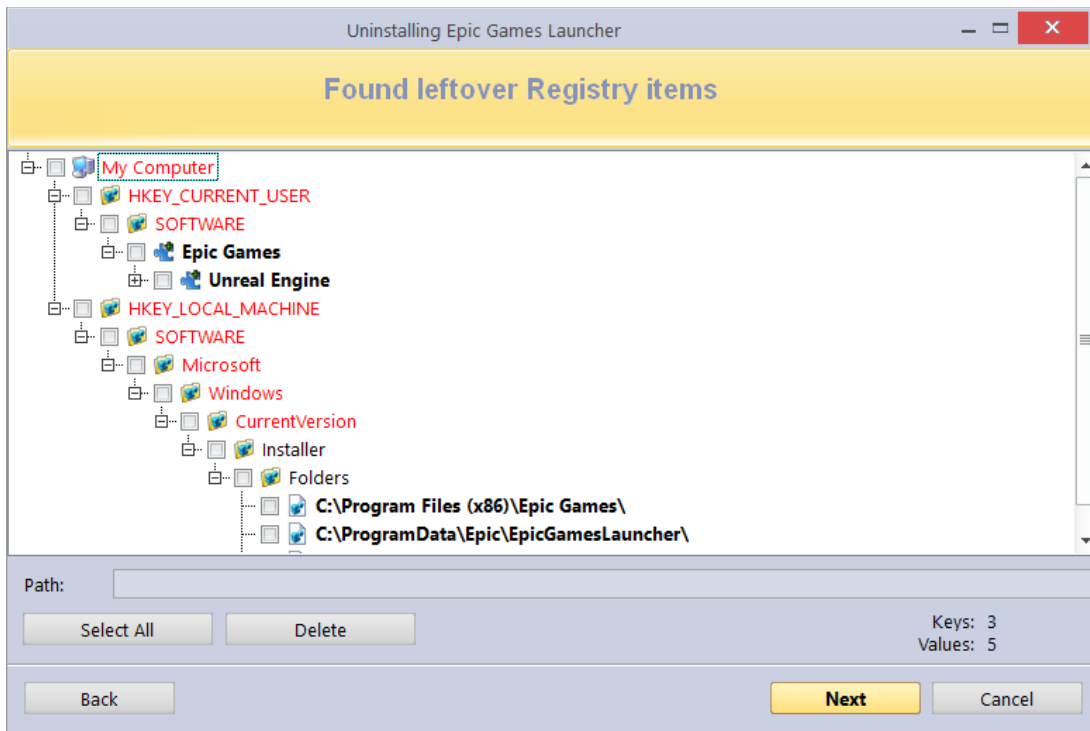 Uninstalling Epic Games Launcher
Found leftover Registry items
My Computer
HKEY_CURRENT_USER
SOFTWARE
Epic Games
Unreal Engine
HKEY_LOCAL_MACHINE
SOFTWARE
Microsoft
Windows
CurrentVersion
Installer
Folders
C:\Program Files (x86)\Epic Games\
C:\ProgramData\Epic\EpicGamesLauncher\
Path:
Select All Delete Keys: 3
Values: 5
Back Next Cancel